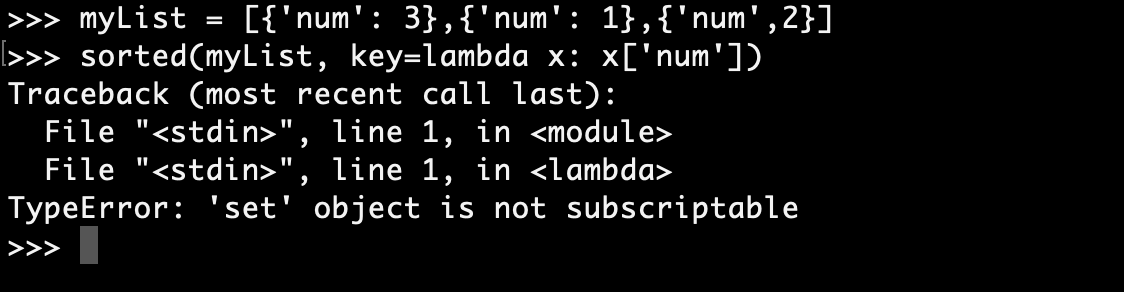 >>> myList = [{'num': 3},{'num': 1},{'num',2}]
>>> sorted(myList, key=lambda x: x['num'])
Traceback (most recent call last):
  File "<stdin>", line 1, in <module>
  File "<stdin>", line 1, in <lambda>
TypeError: 'set' object is not subscriptable
>>>